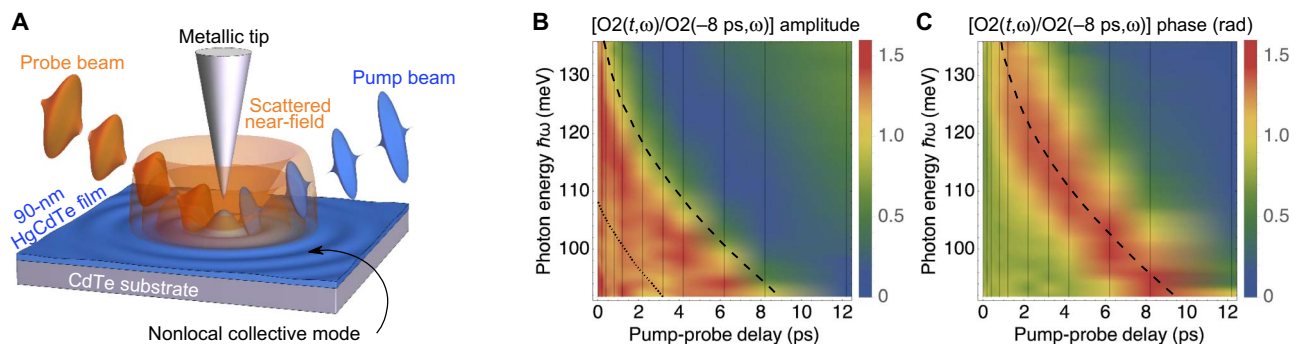 A
Metallic tip
Probe beam
Pump beam
Scattered
near-field
90-nm
HgCdTe film
CdTe substrate
Nonlocal collective mode
B
[O2(t,ω)/O2(−8 ps,ω)] amplitude
Photon energy ℏω (meV)
130
120
110
100
0 2 4 6 8 10 12
Pump-probe delay (ps)
1.5
1.0
0.5
0
C
[O2(t,ω)/O2(−8 ps,ω)] phase (rad)
Photon energy ℏω (meV)
130
120
110
100
0 2 4 6 8 10 12
Pump-probe delay (ps)
1.5
1.0
0.5
0